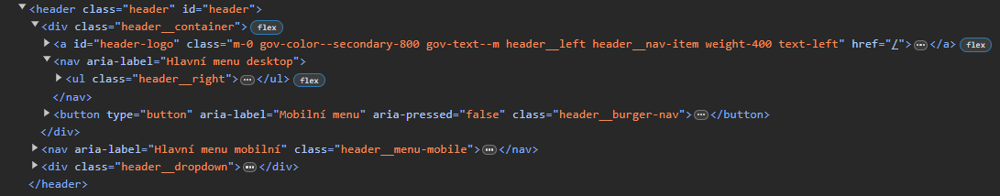 <header class="header" id="header">
<div class="header__container"> flex
<a id="header-logo" class="m-0 gov-color--secondary-800 gov-text--m header__left header__nav-item weight-400 text-left" href="/"> ⋯ </a> flex
<nav aria-label="Hlavní menu desktop">
<ul class="header__right"> ⋯ </ul> flex
</nav>
<button type="button" aria-label="Mobilní menu" aria-pressed="false" class="header__burger-nav"> ⋯ </button>
</div>
<nav aria-label="Hlavní menu mobilní" class="header__menu-mobile"> ⋯ </nav>
<div class="header__dropdown"> ⋯ </div>
</header>